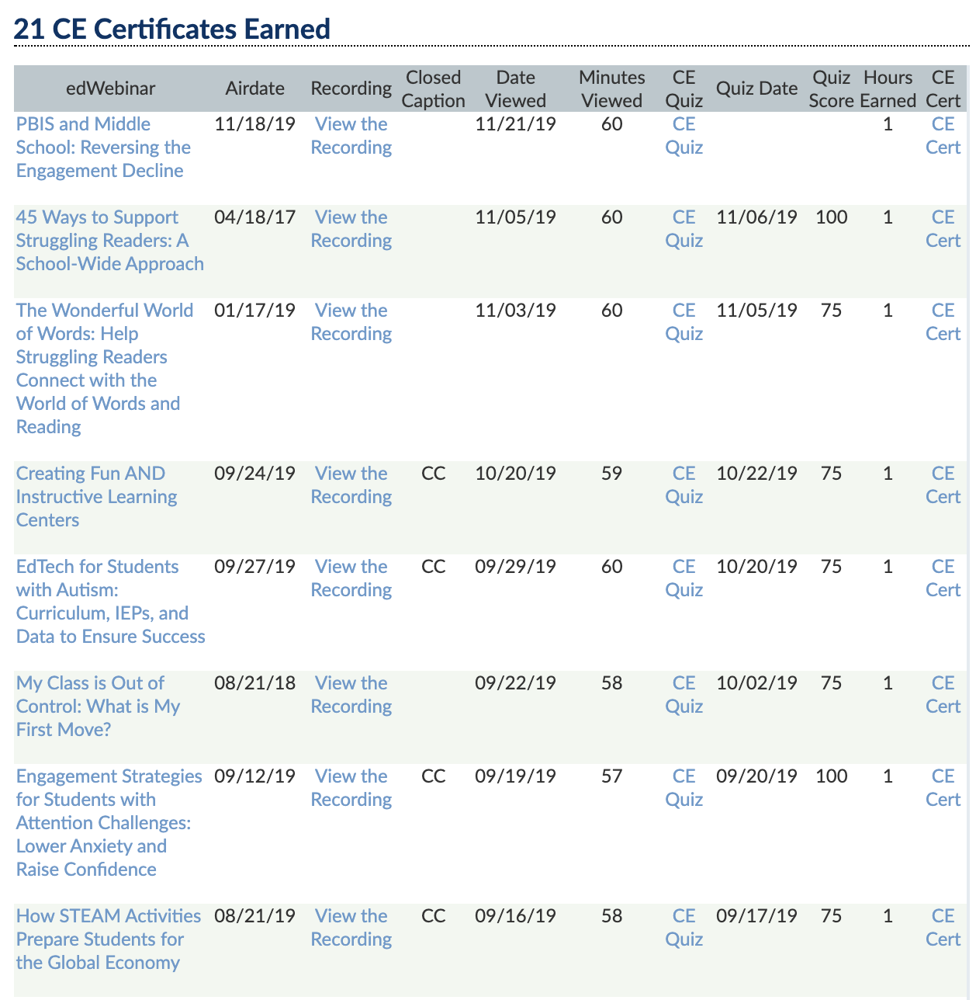 21 CE Certificates Earned
edWebinar Airdate Recording Closed Caption Date Viewed Minutes Viewed CE Quiz Quiz Date Quiz Score Hours Earned CE Cert
PBIS and Middle 11/18/19 View the 11/21/19 60 CE 1 CE
School: Reversing the Recording Quiz Cert
Engagement Decline
45 Ways to Support 04/18/17 View the 11/05/19 60 CE 11/06/19 100 1 CE
Struggling Readers: A Recording Quiz Cert
School-Wide Approach
The Wonderful World 01/17/19 View the 11/03/19 60 CE 11/05/19 75 1 CE
of Words: Help Recording Quiz Cert
Struggling Readers
Connect with the
World of Words and
Reading
Creating Fun AND 09/24/19 View the CC 10/20/19 59 CE 10/22/19 75 1 CE
Instructive Learning Recording Quiz Cert
Centers
EdTech for Students 09/27/19 View the CC 09/29/19 60 CE 10/20/19 75 1 CE
with Autism: Recording Quiz Cert
Curriculum, IEPs, and
Data to Ensure Success
My Class is Out of 08/21/18 View the 09/22/19 58 CE 10/02/19 75 1 CE
Control: What is My Recording Quiz Cert
First Move?
Engagement Strategies 09/12/19 View the CC 09/19/19 57 CE 09/20/19 100 1 CE
for Students with Recording Quiz Cert
Attention Challenges:
Lower Anxiety and
Raise Confidence
How STEAM Activities 08/21/19 View the CC 09/16/19 58 CE 09/17/19 75 1 CE
Prepare Students for Recording Quiz Cert
the Global Economy